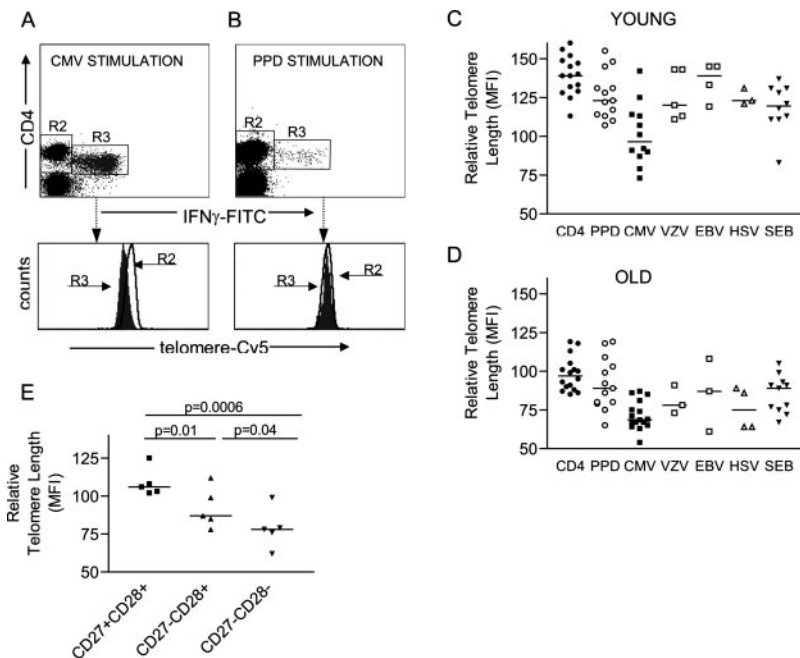 A
B
CMV STIMULATION
PPD STIMULATION
CD4
R2
R3
R2
R3
IFNγ-FITC
counts
R3
R2
R3
R2
telomere-Cy5
C
YOUNG
Relative Telomere
Length (MFI)
150
125
100
75
50
CD4 PPD CMV VZV EBV HSV SEB
D
OLD
Relative Telomere
Length (MFI)
150
125
100
75
50
CD4 PPD CMV VZV EBV HSV SEB
E
p=0.0006
p=0.01
p=0.04
Relative
Telomere Length
(MFI)
125
100
75
50
CD27+CD28+
CD27-CD28+
CD27-CD28-